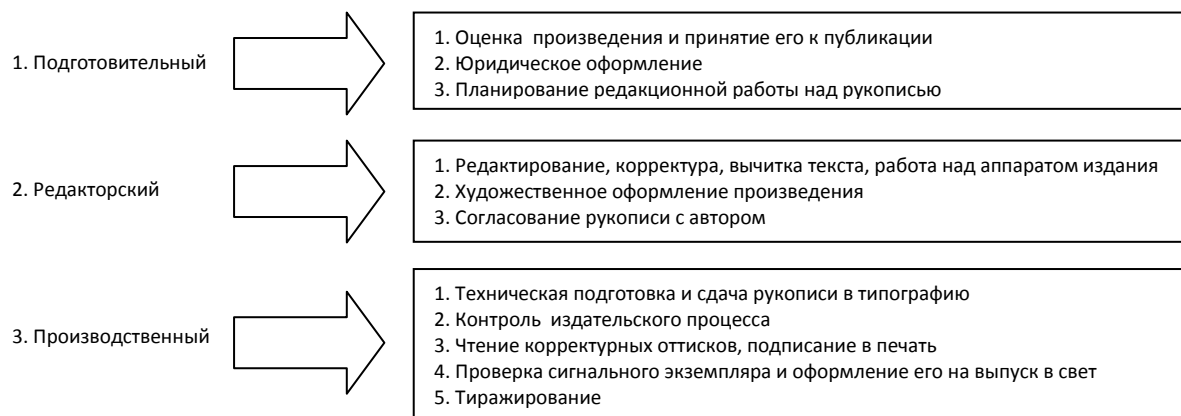 1. Подготовительный
1. Оценка произведения и принятие его к публикации
2. Юридическое оформление
3. Планирование редакционной работы над рукописью
2. Редакторский
1. Редактирование, корректура, вычитка текста, работа над аппаратом издания
2. Художественное оформление произведения
3. Согласование рукописи с автором
3. Производственный
1. Техническая подготовка и сдача рукописи в типографию
2. Контроль издательского процесса
3. Чтение корректурных оттисков, подписание в печать
4. Проверка сигнального экземпляра и оформление его на выпуск в свет
5. Тиражирование